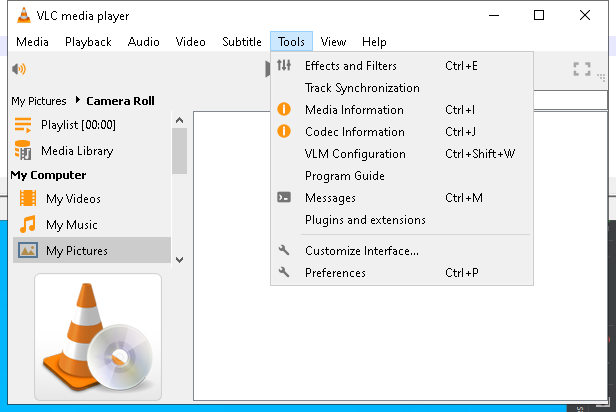 VLC media player
Media Playback Audio Video Subtitle Tools View Help
My Pictures Camera Roll
Playlist [00:00]
Media Library
My Computer
My Videos
My Music
My Pictures
Effects and Filters Ctrl+E
Track Synchronization
Media Information Ctrl+I
Codec Information Ctrl+J
VLM Configuration Ctrl+Shift+W
Program Guide
Messages Ctrl+M
Plugins and extensions
Customize Interface...
Preferences Ctrl+P